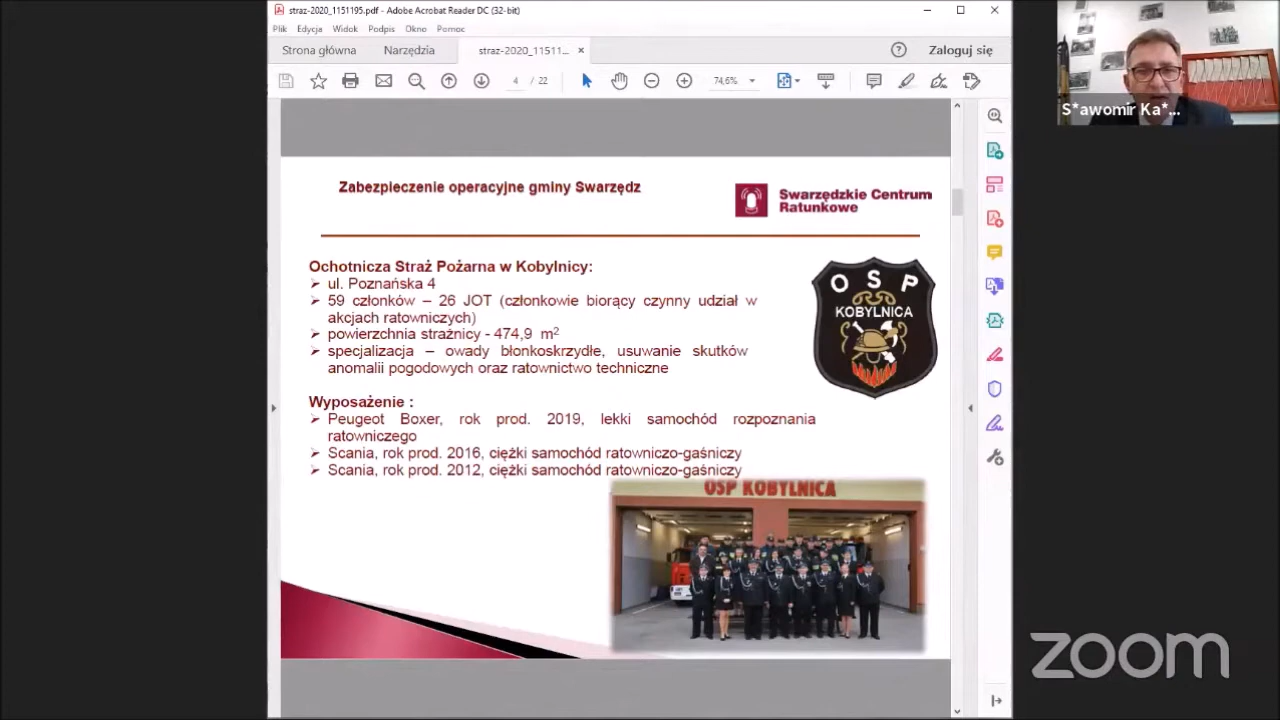 straz-2020_1151195.pdf - Adobe Acrobat Reader DC (32-bit)
Plik Edycja Widok Podpis Okno Pomoc
Strona główna Narzędzia straz-2020_11511... × Zaloguj się
4 / 22 74,6%
S*awomir Ka*...
Zabezpieczenie operacyjne gminy Swarzędz
Swarzędzkie Centrum
Ratunkowe
Ochotnicza Straż Pożarna w Kobylnicy:
➢ ul. Poznańska 4
➢ 59 członków – 26 JOT (członkowie biorący czynny udział w
akcjach ratowniczych)
➢ powierzchnia strażnicy - 474,9 m²
➢ specjalizacja – owady błonkoskrzydłe, usuwanie skutków
anomalii pogodowych oraz ratownictwo techniczne
OSP
KOBYLNICA
Wyposażenie :
➢ Peugeot Boxer, rok prod. 2019, lekki samochód rozpoznania
ratowniczego
➢ Scania, rok prod. 2016, ciężki samochód ratowniczo-gaśniczy
➢ Scania, rok prod. 2012, ciężki samochód ratowniczo-gaśniczy
OSP KOBYLNICA
zoom